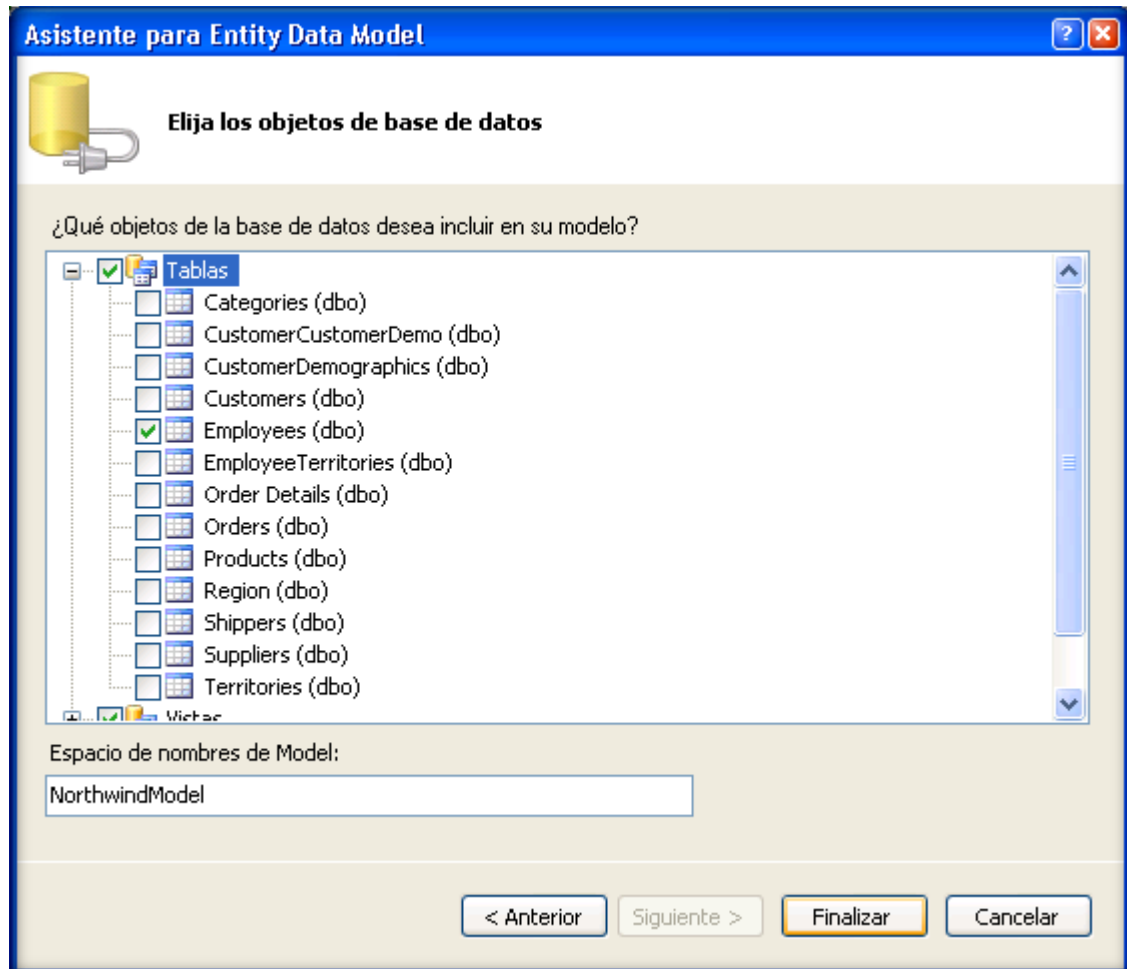 Asistente para Entity Data Model
Elija los objetos de base de datos
¿Qué objetos de la base de datos desea incluir en su modelo?
Tablas
Categories (dbo)
CustomerCustomerDemo (dbo)
CustomerDemographics (dbo)
Customers (dbo)
Employees (dbo)
EmployeeTerritories (dbo)
Order Details (dbo)
Orders (dbo)
Products (dbo)
Region (dbo)
Shippers (dbo)
Suppliers (dbo)
Territories (dbo)
Vistas
Espacio de nombres de Model:
NorthwindModel
< Anterior Siguiente > Finalizar Cancelar